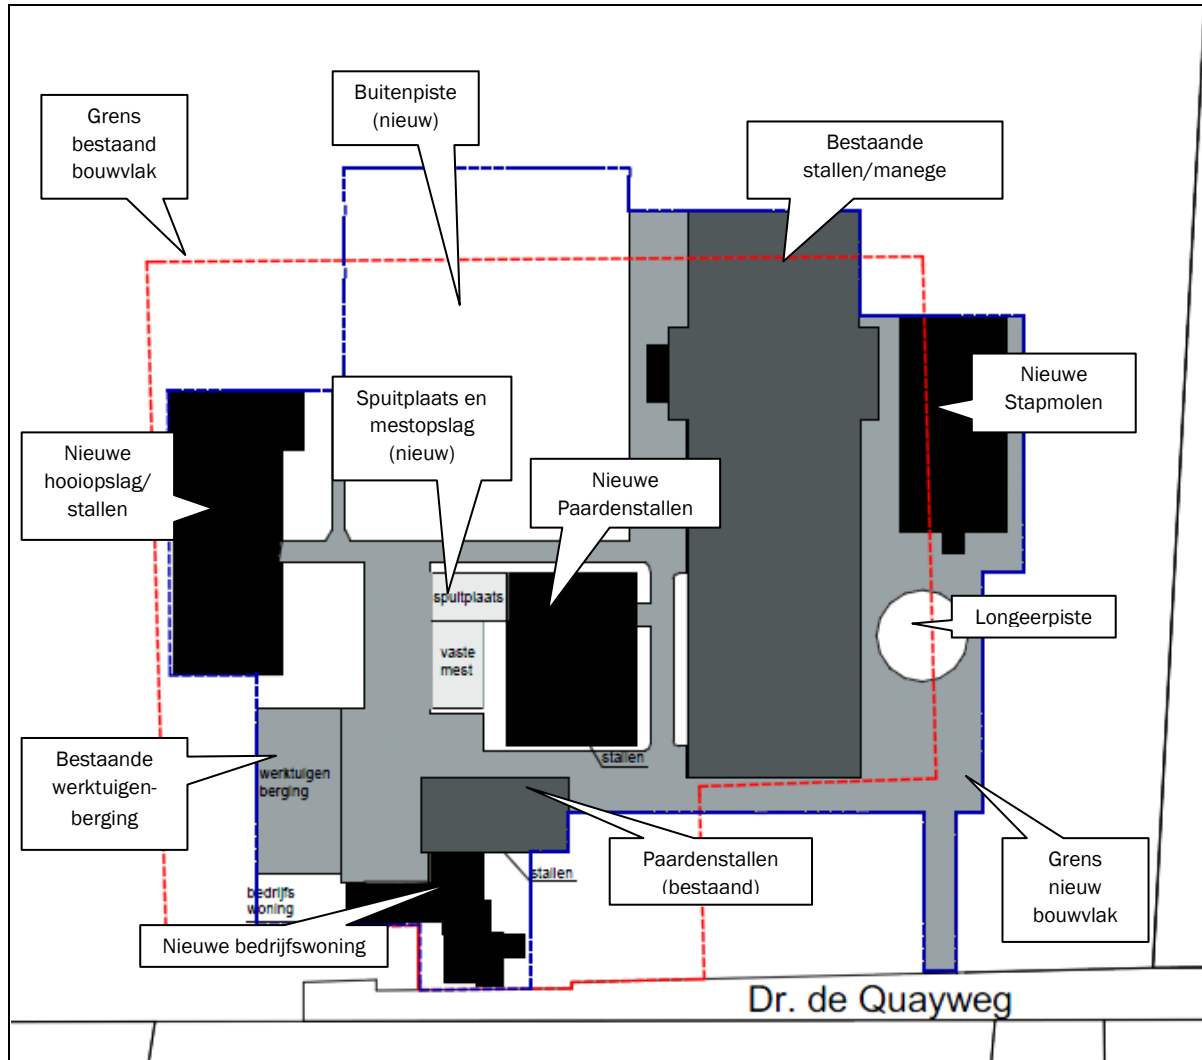 Buitenpiste
(nieuw)
Grens
bestaand
bouwvlak
Bestaande
stallen/manege
Spuitplaats en
mestopslag
(nieuw)
Nieuwe
Stapmolen
Nieuwe
hooiopslag/
stallen
Nieuwe
Paardenstallen
spuitplaats
Longeerpiste
vaste
mest
stallen
Bestaande
werktuigen-
berging
werktuigen
berging
Paardenstallen
(bestaand)
Grens
nieuw
bouwvlak
stallen
bedrijfs
woning
Nieuwe bedrijfswoning
Dr. de Quayweg